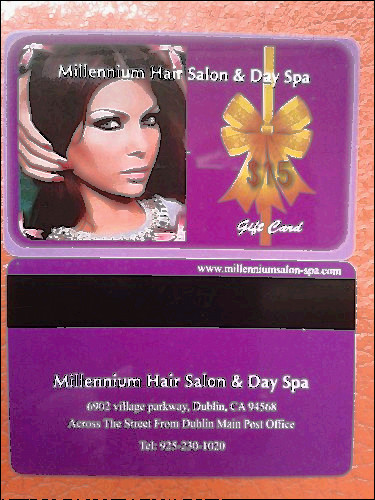 Millennium Hair Salon & Day Spa
$15
Gift Card
www.millenniumsalon-spa.com
Millennium Hair Salon & Day Spa
6902 village parkway, Dublin, CA 94568
Across The Street From Dublin Main Post Office
Tel: 925-230-1020